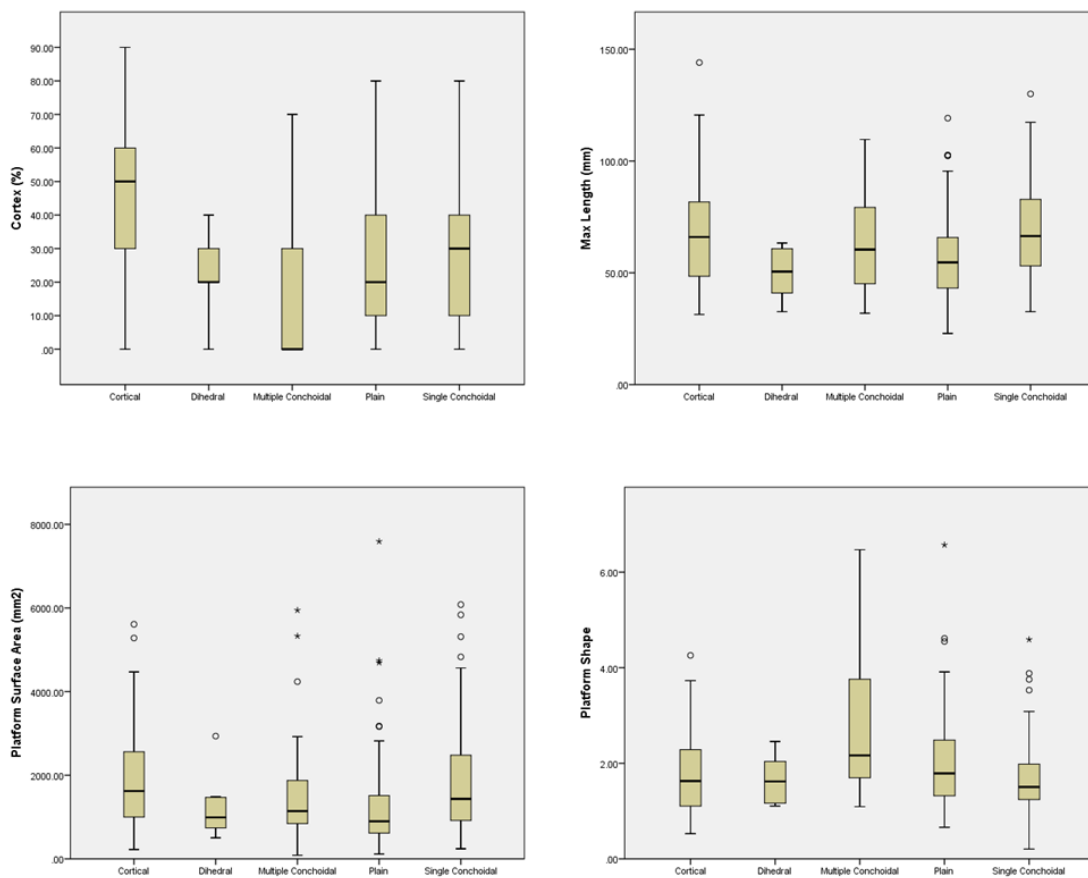 Cortex (%)
90.00
80.00
70.00
60.00
50.00
40.00
30.00
20.00
10.00
.00
Cortical Dihedral Multiple Conchoidal Plain Single Conchoidal
Max Length (mm)
150.00
100.00
50.00
.00
Cortical Dihedral Multiple Conchoidal Plain Single Conchoidal
Platform Surface Area (mm2)
8000.00
6000.00
4000.00
2000.00
.00
Cortical Dihedral Multiple Conchoidal Plain Single Conchoidal
Platform Shape
6.00
4.00
2.00
.00
Cortical Dihedral Multiple Conchoidal Plain Single Conchoidal